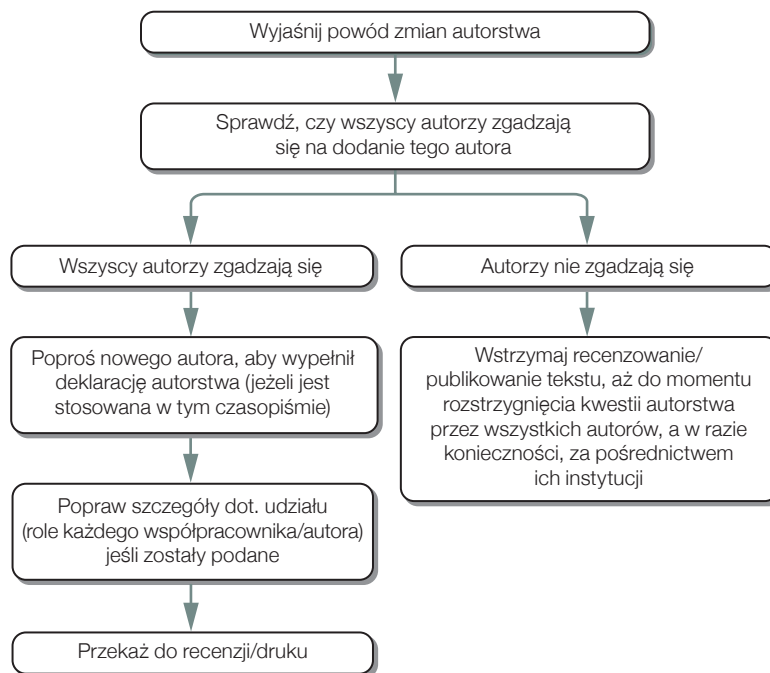 Wyjaśnij powód zmian autorstwa
Sprawdź, czy wszyscy autorzy zgadzają
się na dodanie tego autora
Wszyscy autorzy zgadzają się
Autorzy nie zgadzają się
Poproś nowego autora, aby wypełnił
deklarację autorstwa (jeżeli jest
stosowana w tym czasopiśmie)
Wstrzymaj recenzowanie/
publikowanie tekstu, aż do momentu
rozstrzygnięcia kwestii autorstwa
przez wszystkich autorów, a w razie
konieczności, za pośrednictwem
ich instytucji
Popraw szczegóły dot. udziału
(role każdego współpracownika/autora)
jeśli zostały podane
Przekaż do recenzji/druku